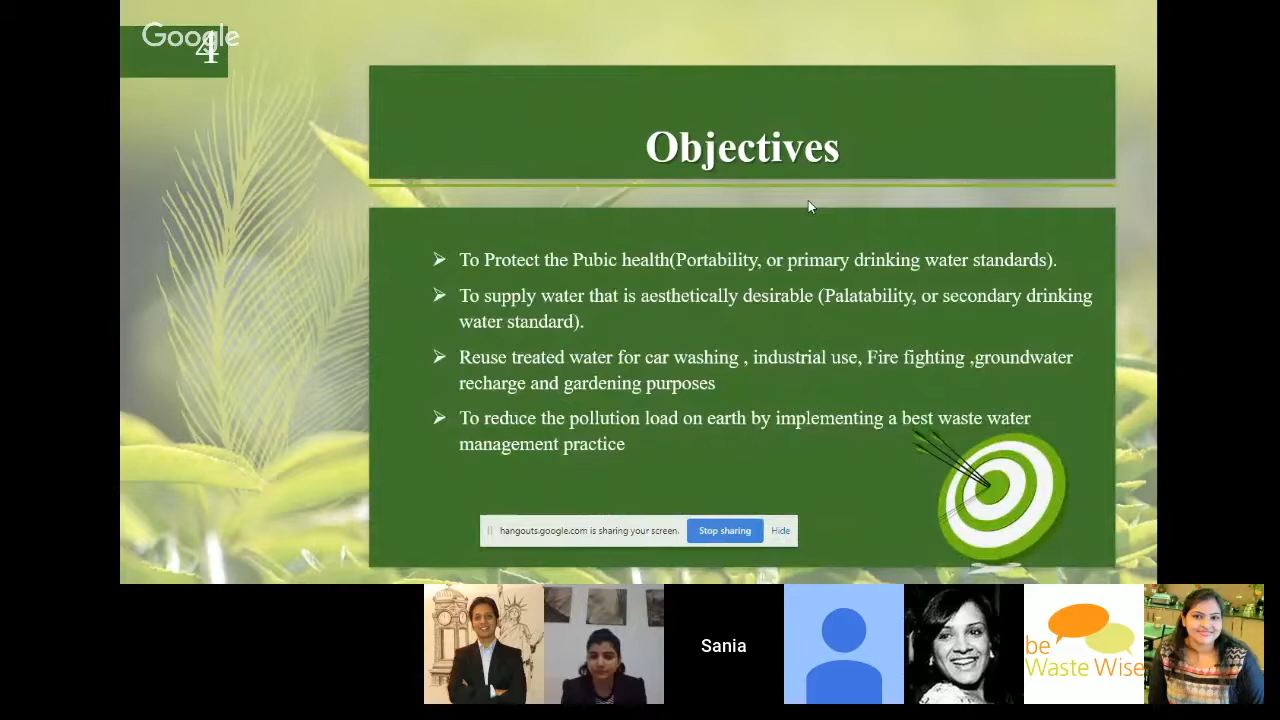 Google
4
Objectives
To Protect the Pubic health(Portability, or primary drinking water standards).
To supply water that is aesthetically desirable (Palatability, or secondary drinking
water standard).
Reuse treated water for car washing , industrial use, Fire fighting ,groundwater
recharge and gardening purposes
To reduce the pollution load on earth by implementing a best waste water
management practice
hangouts.google.com is sharing your screen. Stop sharing Hide
Sania
be
Waste Wise